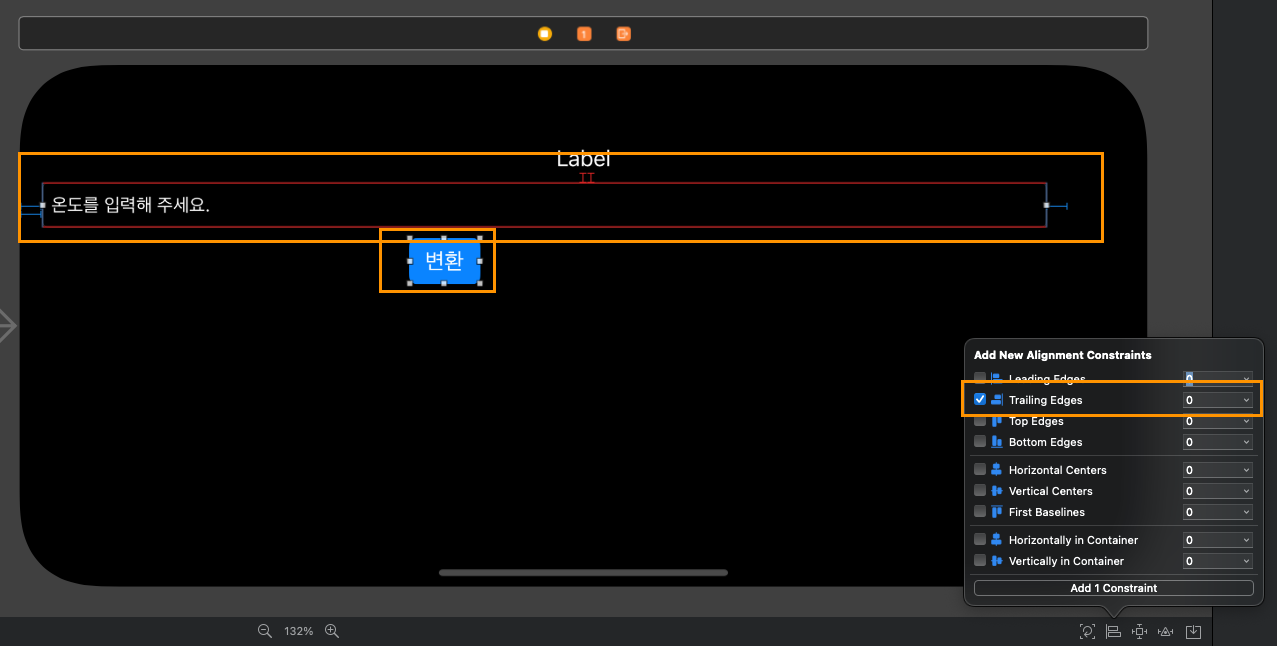 1
Label
온도를 입력해 주세요.
변환
Add New Alignment Constraints
Leading Edges 0
Trailing Edges 0
Top Edges 0
Bottom Edges 0
Horizontal Centers 0
Vertical Centers 0
First Baselines 0
Horizontally in Container 0
Vertically in Container 0
Add 1 Constraint
132%